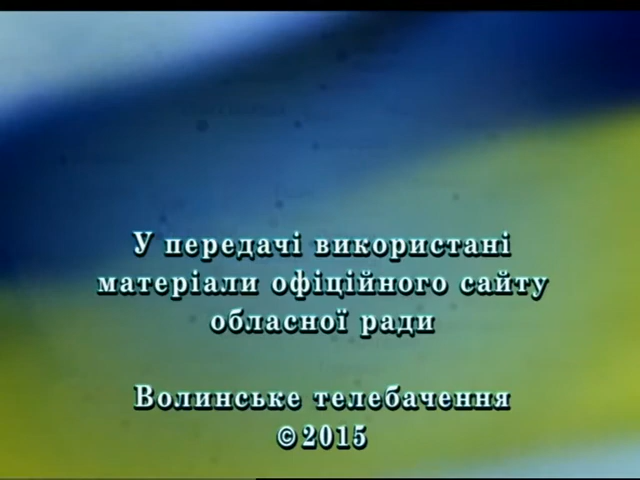 У передачі використані
матеріали офіційного сайту
обласної ради
Волинське телебачення
©2015